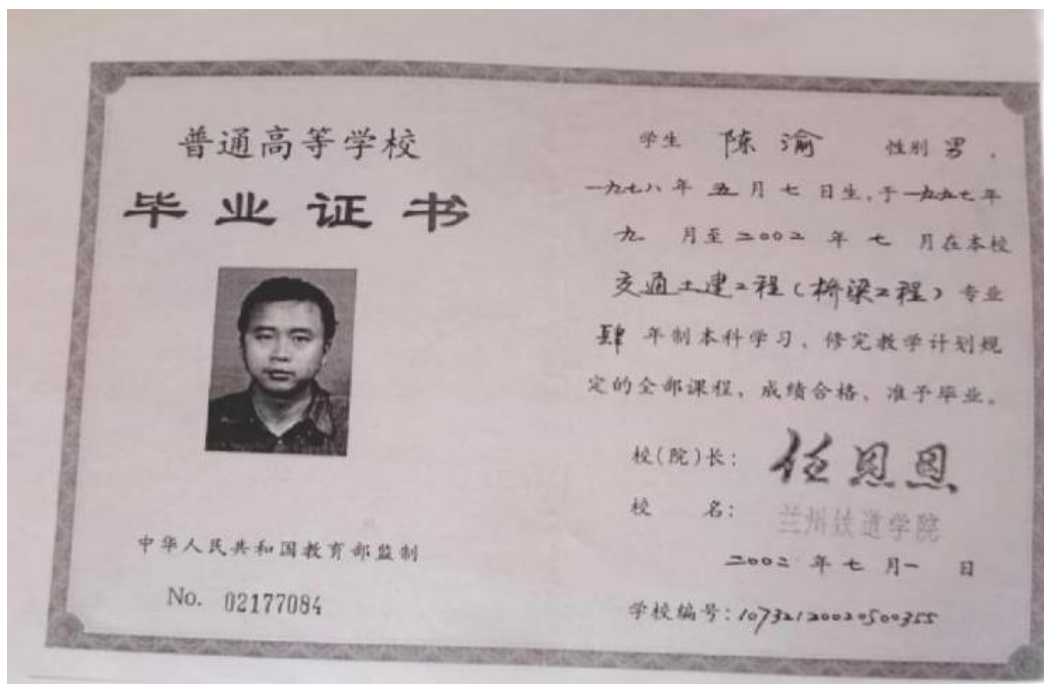 普通高等学校
毕业证书
中华人民共和国教育部监制
No. 02177084
学生 陈渝 性别 男,
一九七八年 五月七日生,于一九九七年
九 月至二〇〇二 年 七 月在本校
交通土建工程(桥梁工程)专业
肆 年制本科学习,修完教学计划规
定的全部课程,成绩合格,准予毕业。
校(院)长: 任恩恩
校 名: 兰州铁道学院
二〇〇二 年 七 月一 日
学校编号:10732120020500355